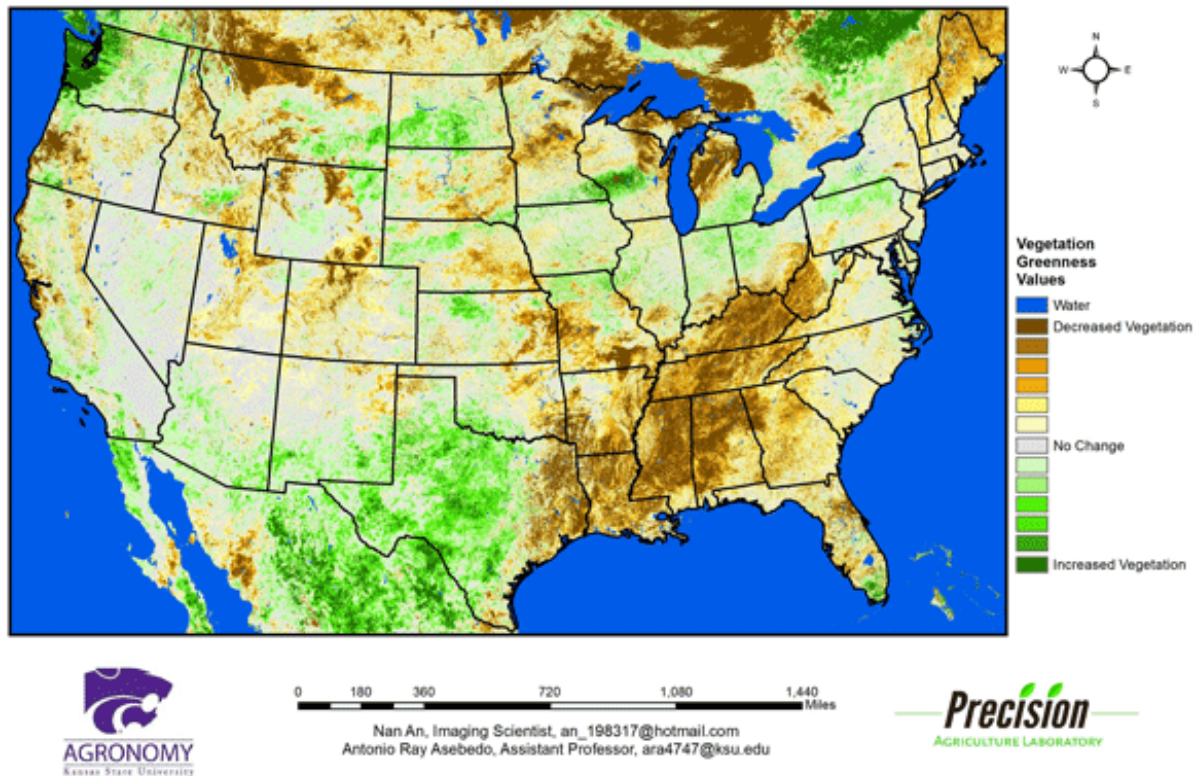 N
W
E
S
Vegetation
Greenness
Values
Water
Decreased Vegetation
No Change
Increased Vegetation
0 180 360 720 1,080 1,440
Miles
Nan An, Imaging Scientist, an_198317@hotmail.com
Antonio Ray Asebedo, Assistant Professor, ara4747@ksu.edu
AGRONOMY
Kansas State University
Precision
AGRICULTURE LABORATORY